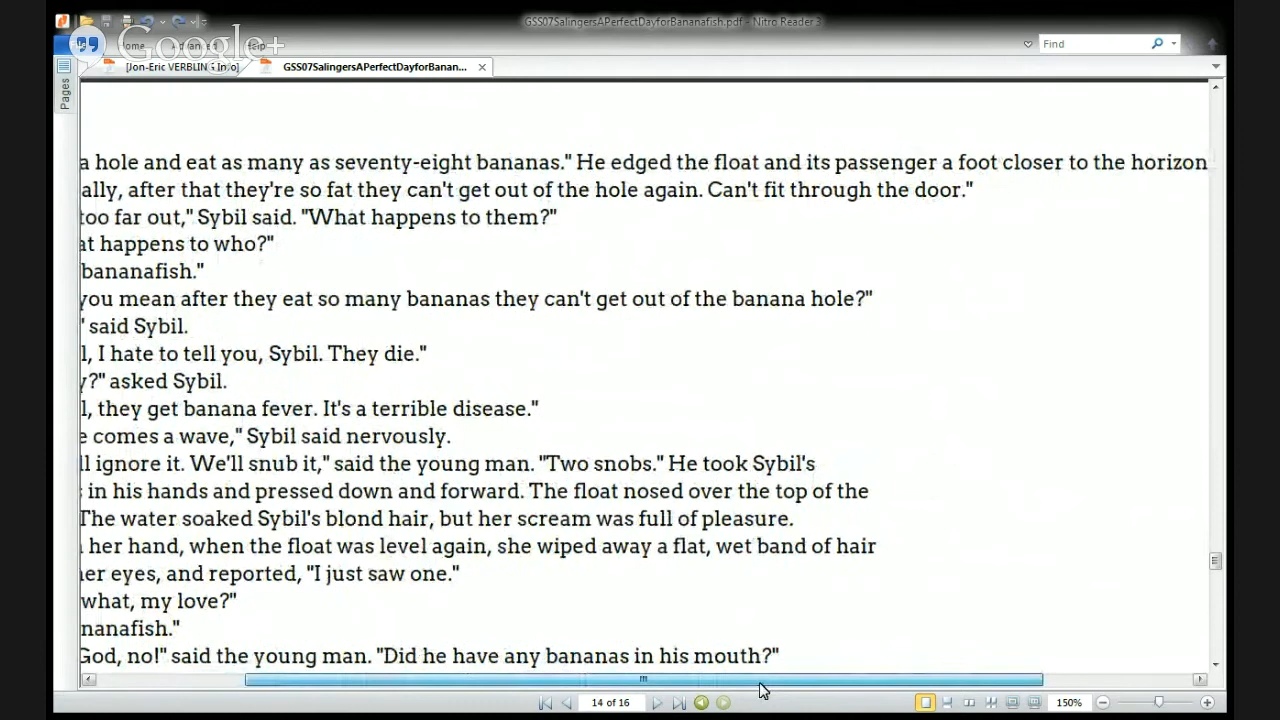 GSS07SalingersAPerfectDayforBananafish.pdf - Nitro Reader 3
Google+
Home Advanced Help
Find
[Jon-Eric VERBLING Info]
GSS07SalingersAPerfectDayforBanan...
Pages
a hole and eat as many as seventy-eight bananas." He edged the float and its passenger a foot closer to the horizon
ally, after that they're so fat they can't get out of the hole again. Can't fit through the door."
too far out," Sybil said. "What happens to them?"
at happens to who?"
bananafish."
you mean after they eat so many bananas they can't get out of the banana hole?"
" said Sybil.
l, I hate to tell you, Sybil. They die."
y?" asked Sybil.
l, they get banana fever. It's a terrible disease."
e comes a wave," Sybil said nervously.
ll ignore it. We'll snub it," said the young man. "Two snobs." He took Sybil's
in his hands and pressed down and forward. The float nosed over the top of the
The water soaked Sybil's blond hair, but her scream was full of pleasure.
her hand, when the float was level again, she wiped away a flat, wet band of hair
her eyes, and reported, "I just saw one."
what, my love?"
nanafish."
God, no!" said the young man. "Did he have any bananas in his mouth?"
14 of 16
150%